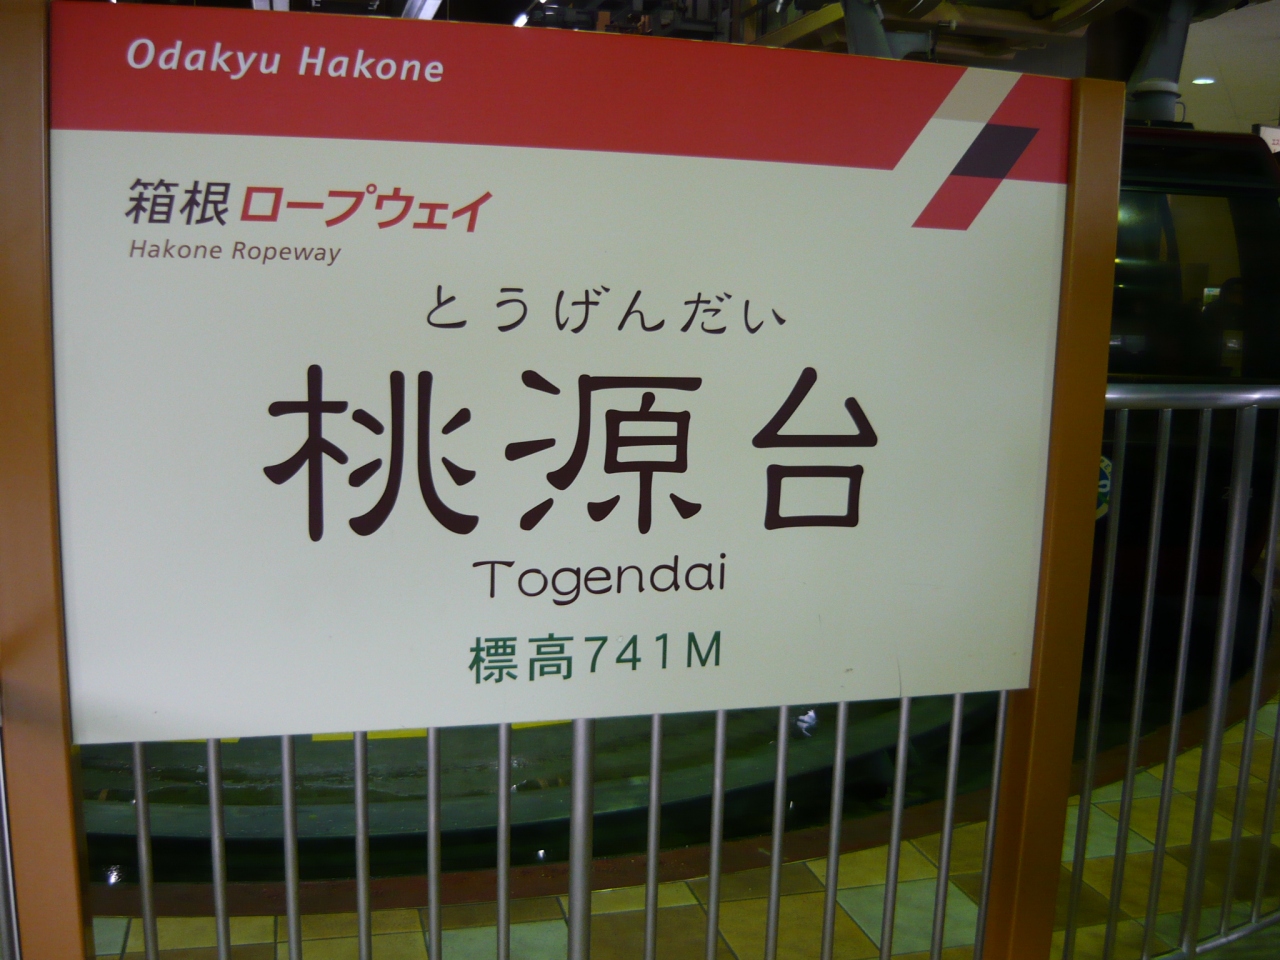 Odakyu Hakone
箱根ロープウェイ
Hakone Ropeway
とうげんだい
桃源台
Togendai
標高741M